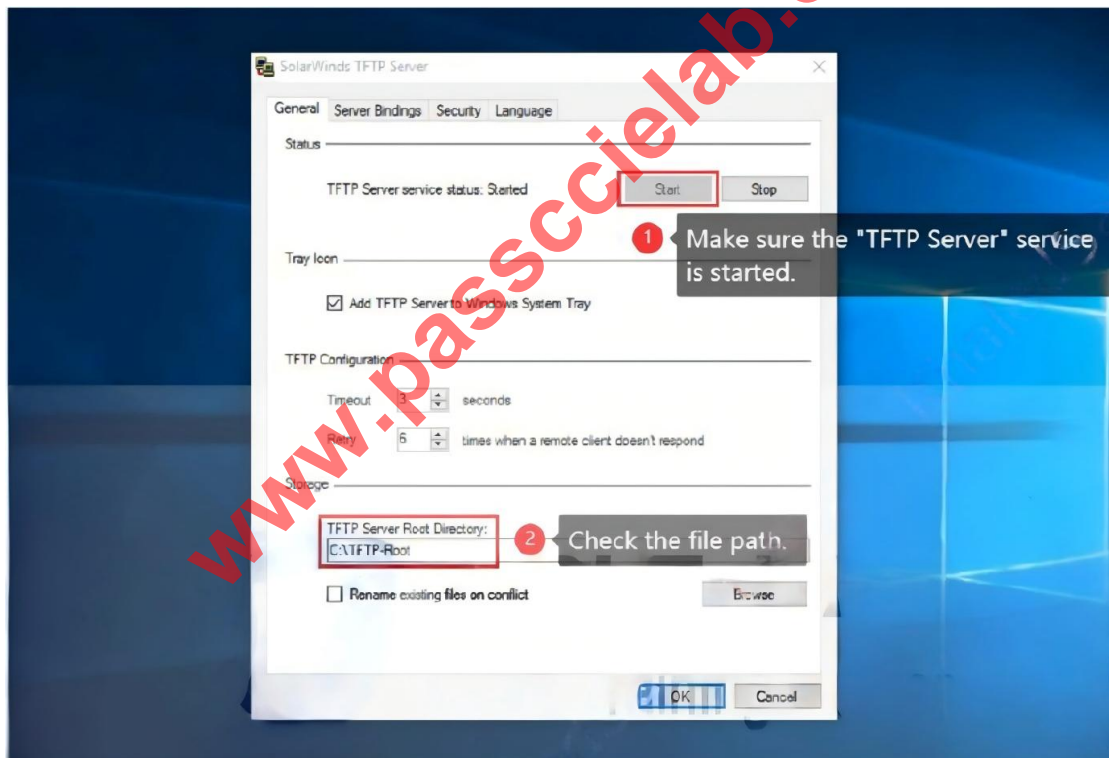 SolarWinds TFTP Server
General Server Bindings Security Language
Status
TFTP Server service status: Started Start Stop
1 Make sure the "TFTP Server" service
is started.
Tray Icon
Add TFTP Server to Windows System Tray
TFTP Configuration
Timeout 3 seconds
Retry 6 times when a remote client doesn't respond
Storage
TFTP Server Root Directory:
C:\TFTP-Root
2 Check the file path.
Rename existing files on conflict Browse
OK Cancel
www.passccielab.c